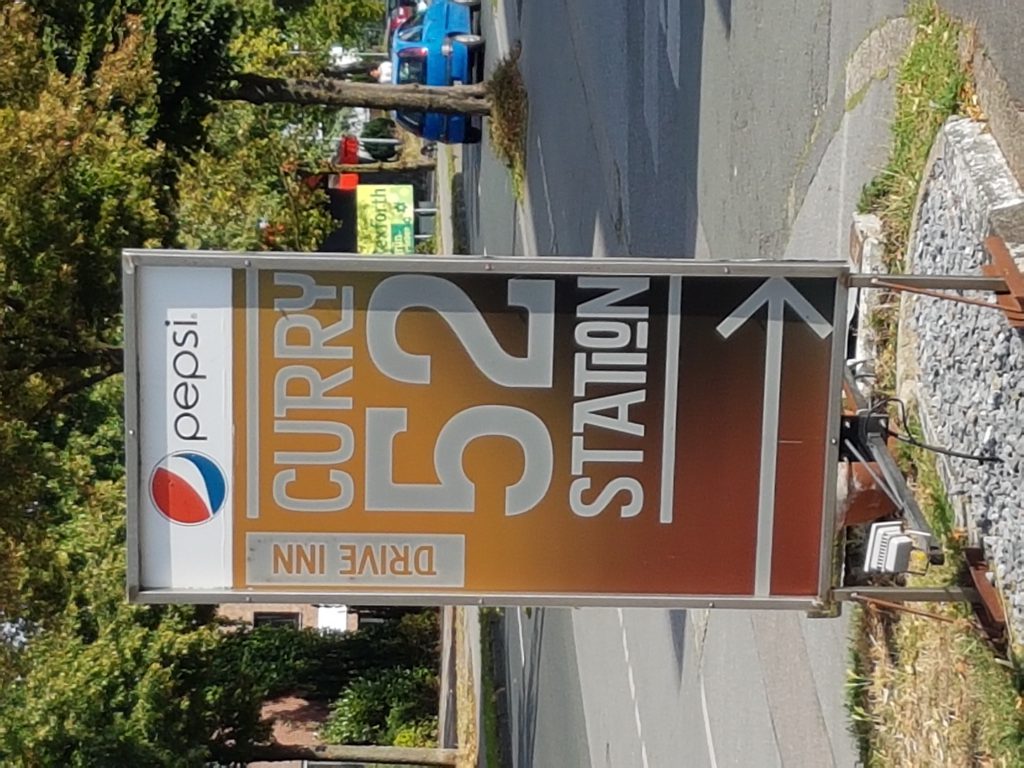 pepsi
DRIVE INN
CURRY
52
STATION